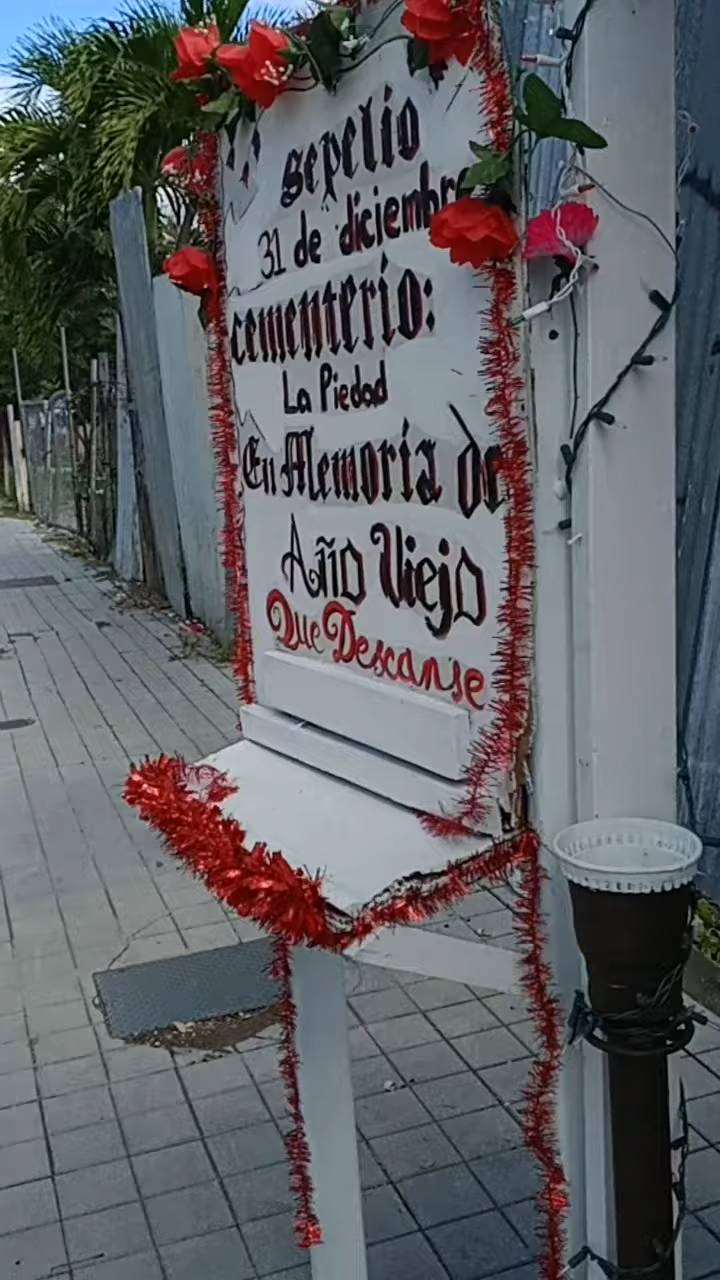 sepelio
31 de diciembre
cementerio:
La Piedad
En Memoria de
Año Viejo
Que Descanse